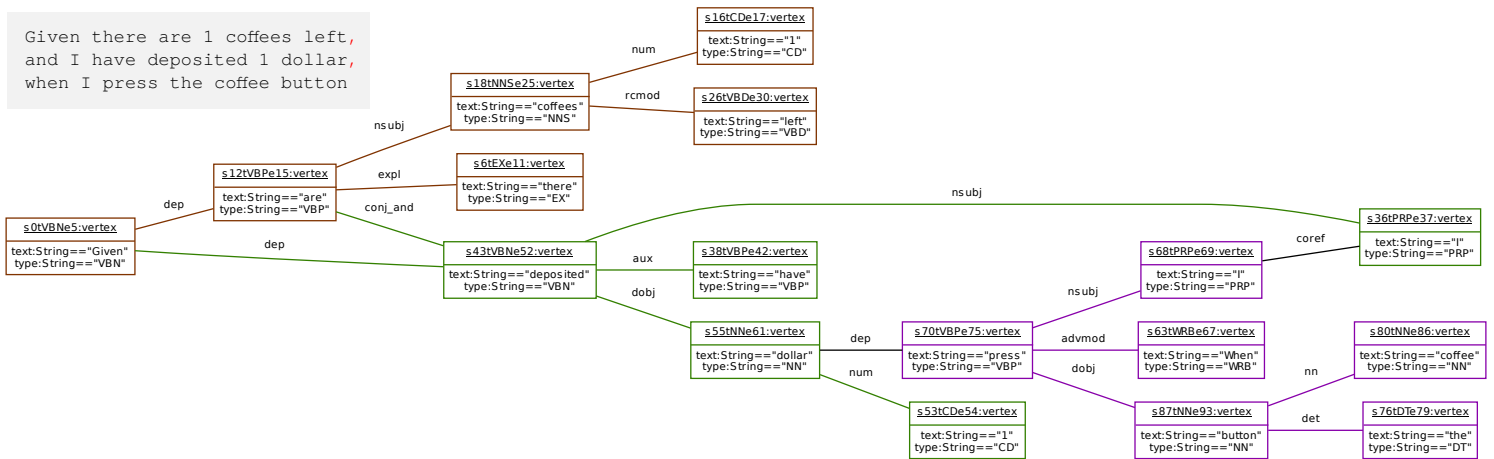 Given there are 1 coffees left,
and I have deposited 1 dollar,
when I press the coffee button
s16tCDe17:vertex
text:String=="1"
type:String=="CD"
num
s18tNNSe25:vertex
text:String=="coffees"
type:String=="NNS"
rcmod
s26tVBDe30:vertex
text:String=="left"
type:String=="VBD"
nsubj
s12tVBPe15:vertex
text:String=="are"
type:String=="VBP"
expl
s6tEXe11:vertex
text:String=="there"
type:String=="EX"
conj_and
dep
s0tVBNe5:vertex
text:String=="Given"
type:String=="VBN"
dep
nsubj
s36tPRPe37:vertex
text:String=="I"
type:String=="PRP"
s43tVBNe52:vertex
text:String=="deposited"
type:String=="VBN"
aux
s38tVBPe42:vertex
text:String=="have"
type:String=="VBP"
dobj
s68tPRPe69:vertex
text:String=="I"
type:String=="PRP"
coref
nsubj
s55tNNe61:vertex
text:String=="dollar"
type:String=="NN"
dep
s70tVBPe75:vertex
text:String=="press"
type:String=="VBP"
advmod
s63tWRBe67:vertex
text:String=="When"
type:String=="WRB"
s80tNNe86:vertex
text:String=="coffee"
type:String=="NN"
num
dobj
nn
s53tCDe54:vertex
text:String=="1"
type:String=="CD"
s87tNNe93:vertex
text:String=="button"
type:String=="NN"
det
s76tDTe79:vertex
text:String=="the"
type:String=="DT"